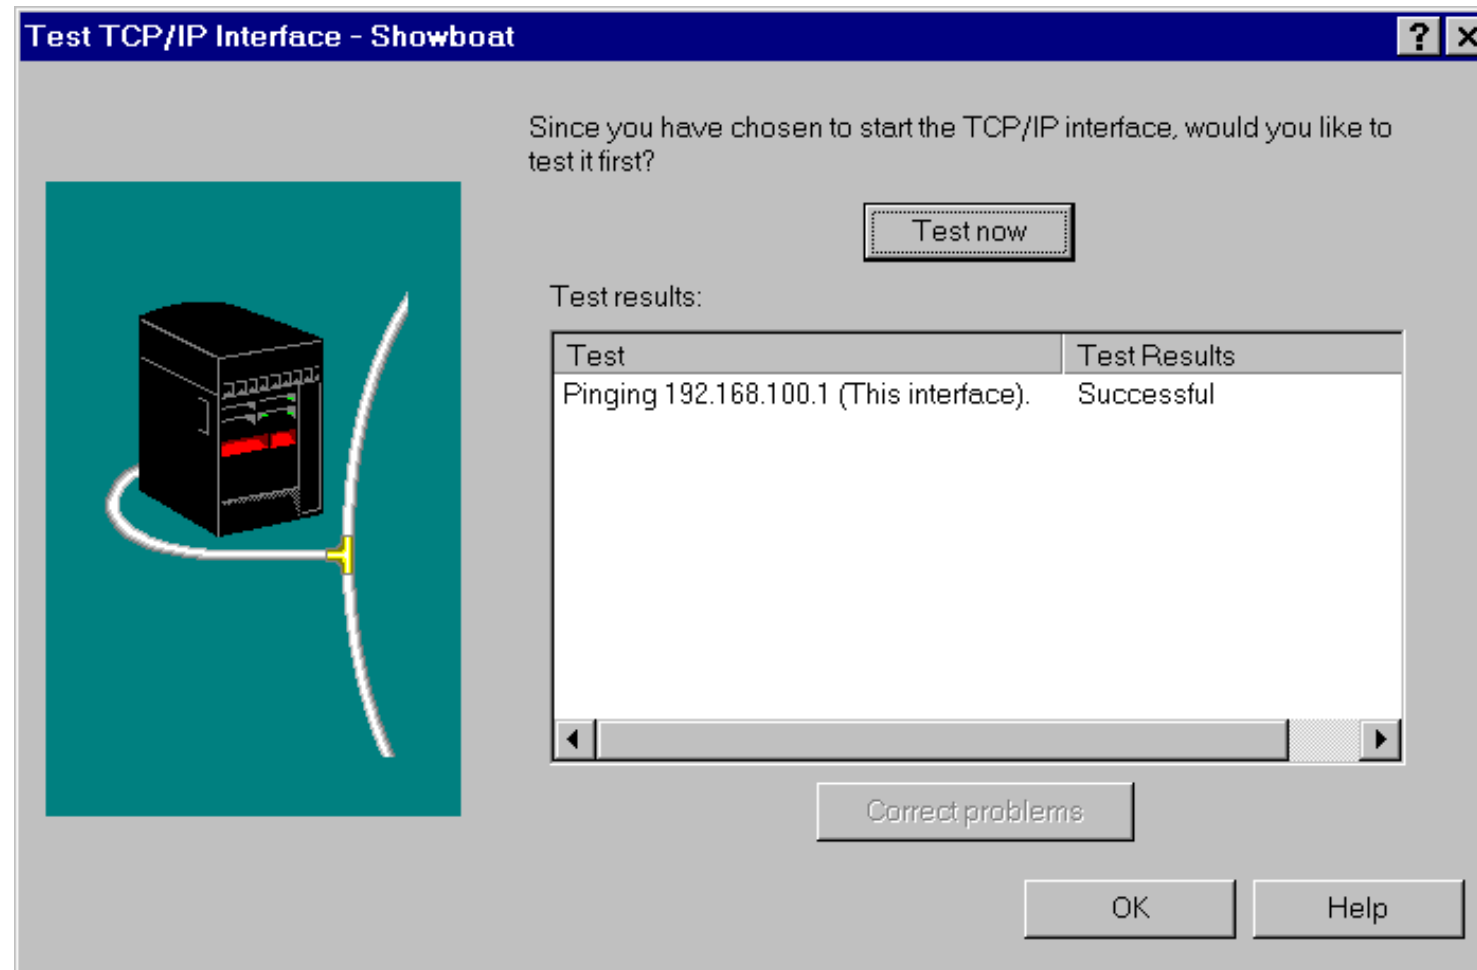 Test TCP/IP Interface - Showboat
Since you have chosen to start the TCP/IP interface, would you like to
test it first?
Test now
Test results:
Test Test Results
Pinging 192.168.100.1 (This interface). Successful
Correct problems
OK Help